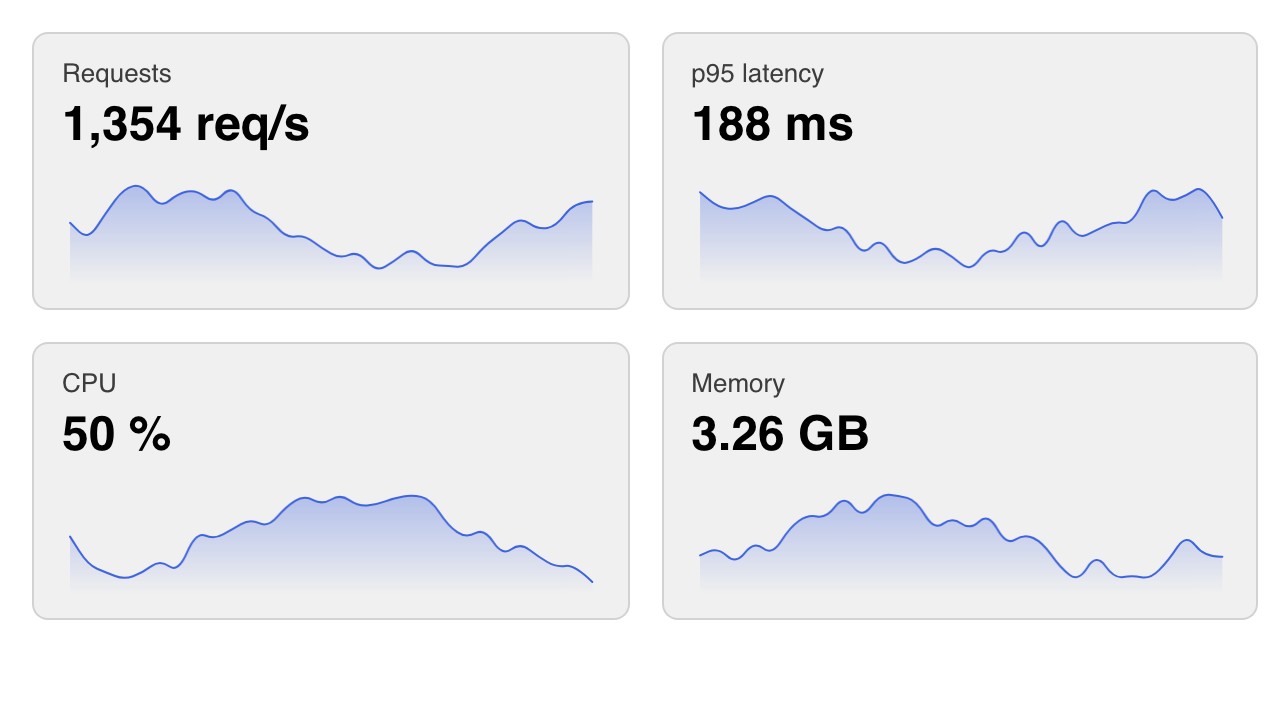 Requests
1,354 req/s
p95 latency
188 ms
CPU
50 %
Memory
3.26 GB